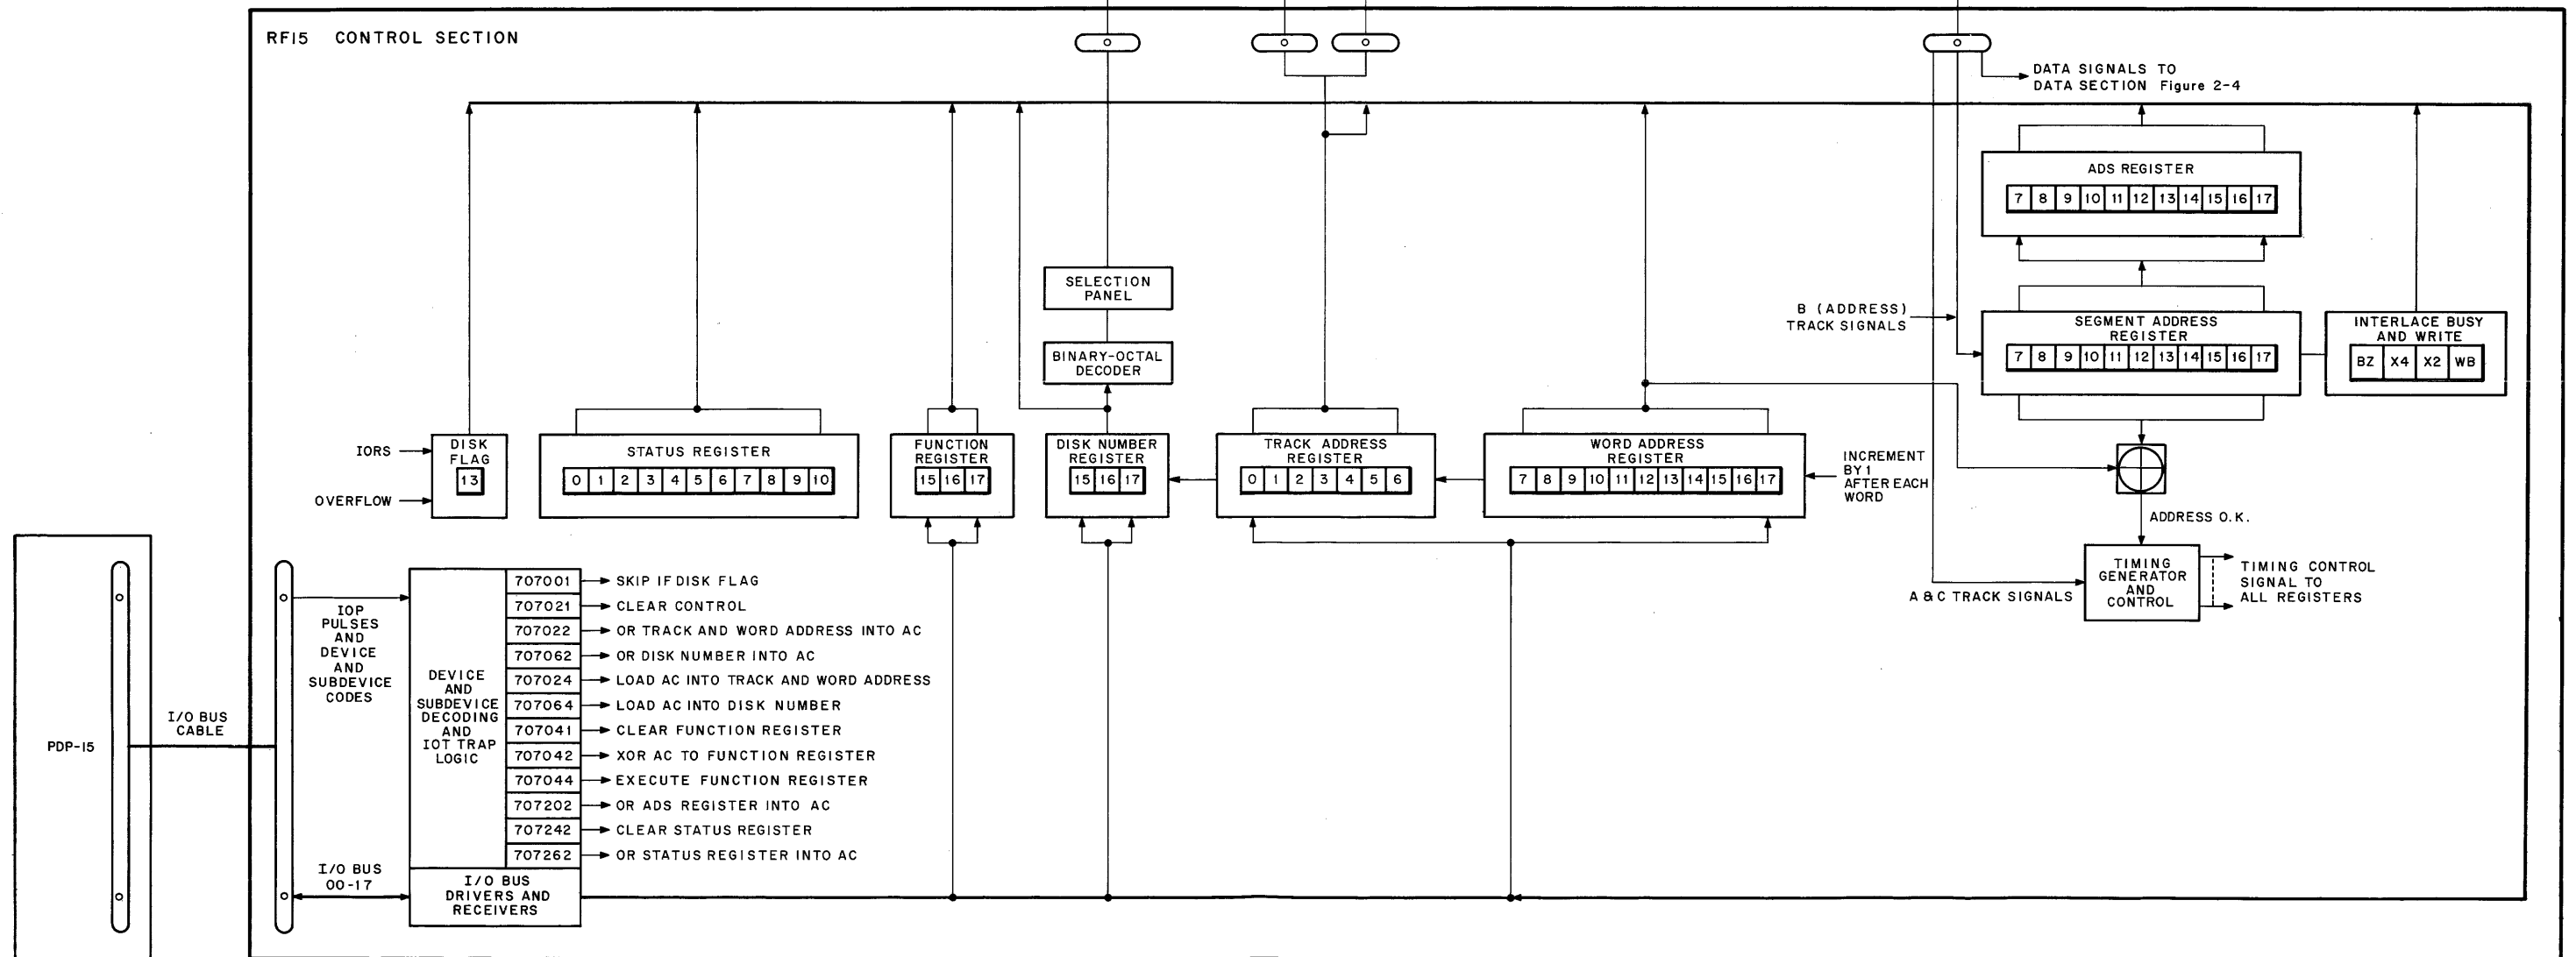 RF15 CONTROL SECTION
DATA SIGNALS TO
DATA SECTION Figure 2-4
ADS REGISTER
7 8 9 10 11 12 13 14 15 16 17
SELECTION
PANEL
B (ADDRESS)
TRACK SIGNALS
SEGMENT ADDRESS
REGISTER
7 8 9 10 11 12 13 14 15 16 17
INTERLACE BUSY
AND WRITE
BZ X4 X2 WB
BINARY-OCTAL
DECODER
IORS
OVERFLOW
DISK
FLAG
13
STATUS REGISTER
0 1 2 3 4 5 6 7 8 9 10
FUNCTION
REGISTER
15 16 17
DISK NUMBER
REGISTER
15 16 17
TRACK ADDRESS
REGISTER
0 1 2 3 4 5 6
WORD ADDRESS
REGISTER
7 8 9 10 11 12 13 14 15 16 17
INCREMENT
BY 1
AFTER EACH
WORD
ADDRESS O.K.
TIMING
GENERATOR
AND
CONTROL
A & C TRACK SIGNALS
TIMING CONTROL
SIGNAL TO
ALL REGISTERS
PDP-15
I/O BUS
CABLE
IOP
PULSES
AND
DEVICE
AND
SUBDEVICE
CODES
I/O BUS
00-17
DEVICE
AND
SUBDEVICE
DECODING
AND
IOT TRAP
LOGIC
707001 SKIP IF DISK FLAG
707021 CLEAR CONTROL
707022 OR TRACK AND WORD ADDRESS INTO AC
707062 OR DISK NUMBER INTO AC
707024 LOAD AC INTO TRACK AND WORD ADDRESS
707064 LOAD AC INTO DISK NUMBER
707041 CLEAR FUNCTION REGISTER
707042 XOR AC TO FUNCTION REGISTER
707044 EXECUTE FUNCTION REGISTER
707202 OR ADS REGISTER INTO AC
707242 CLEAR STATUS REGISTER
707262 OR STATUS REGISTER INTO AC
I/O BUS
DRIVERS AND
RECEIVERS